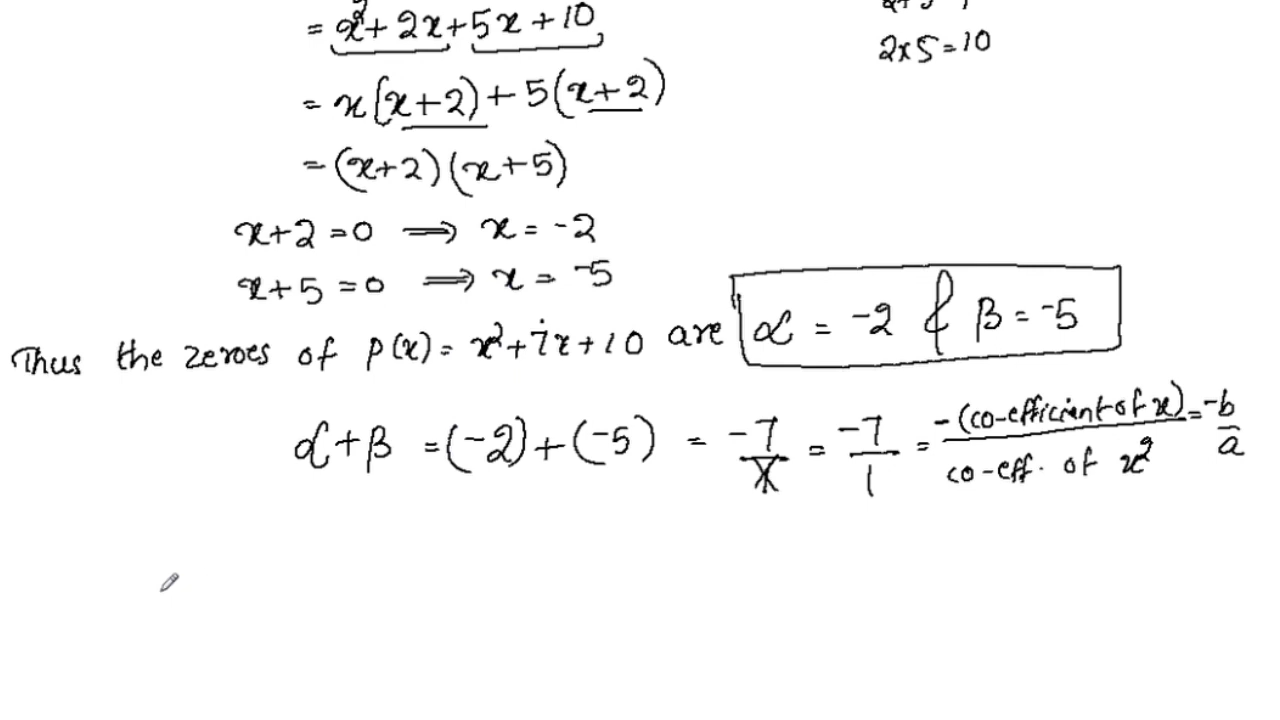 = x² + 2x + 5x + 10
2x5=10
= x(x+2) + 5(x+2)
= (x+2)(x+5)
x+2 = 0 ⟹ x = -2
x+5 = 0 ⟹ x = -5
Thus the zeroes of P(x) = x²+7x+10 are α = -2 & β = -5
α+β = (-2)+(-5) = -7/X = -7/1 = -(co-efficient of x)/co-eff. of x² = -b/a